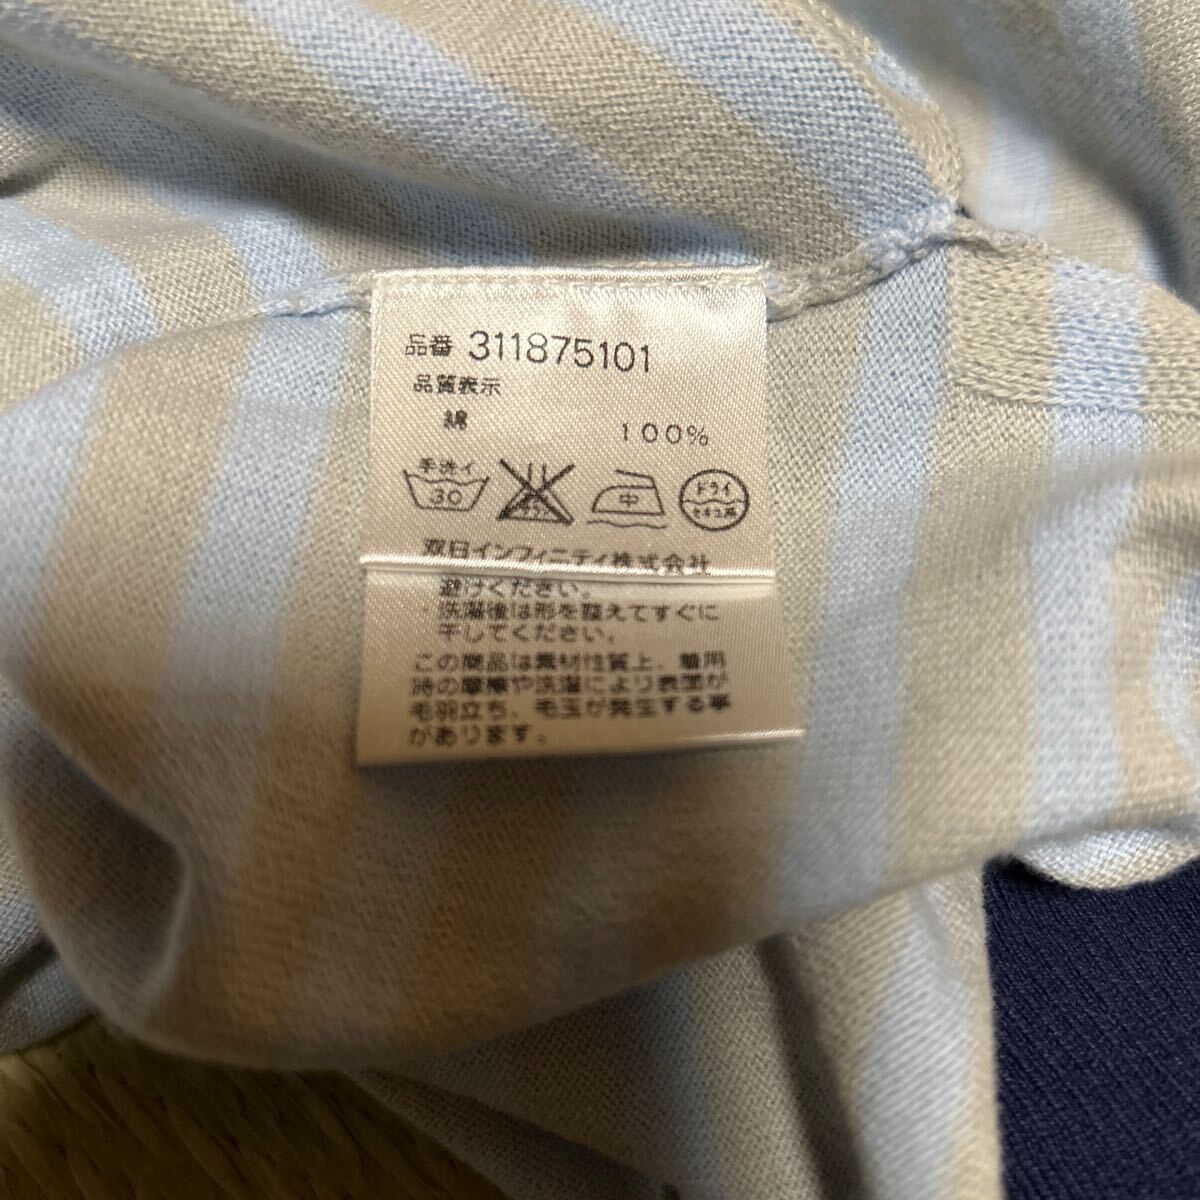 品番 311875101
品質表示
綿 100%
手洗イ 30
中
ドライ
セキユ系
双日インフィニティ株式会社
避けください。
・洗濯後は形を整えてすぐに
干してください。
この商品は素材性質上、着用
時の摩擦や洗濯により表面が
毛羽立ち、毛玉が発生する事
があります。